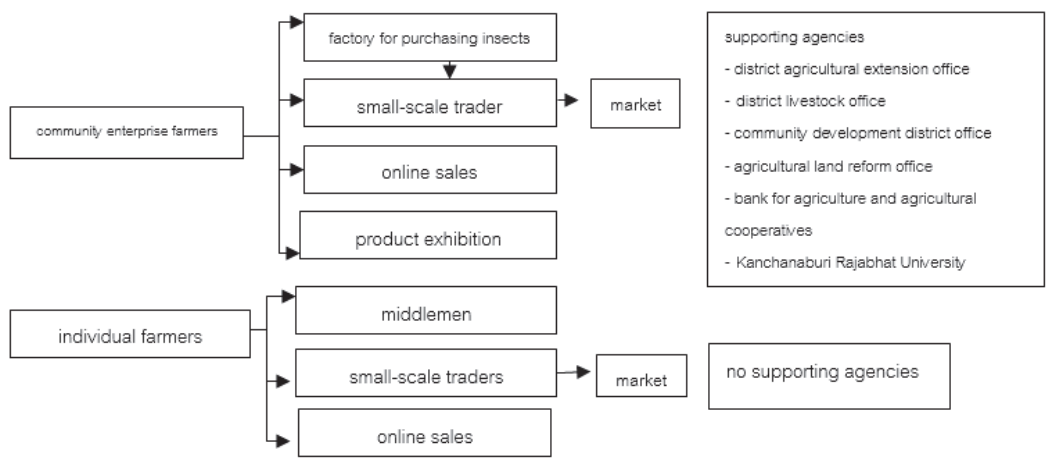 factory for purchasing insects
small-scale trader
market
community enterprise farmers
online sales
product exhibition
supporting agencies
- district agricultural extension office
- district livestock office
- community development district office
- agricultural land reform office
- bank for agriculture and agricultural
cooperatives
- Kanchanaburi Rajabhat University
middlemen
individual farmers
small-scale traders
market
no supporting agencies
online sales